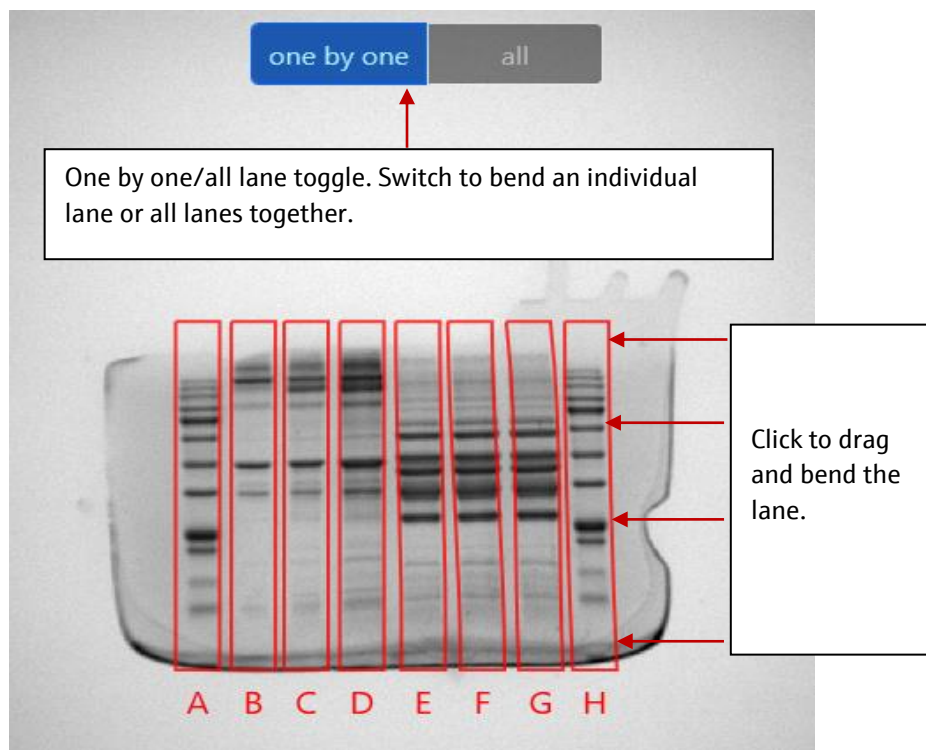 one by one all
One by one/all lane toggle. Switch to bend an individual
lane or all lanes together.
Click to drag
and bend the
lane.
A B C D E F G H